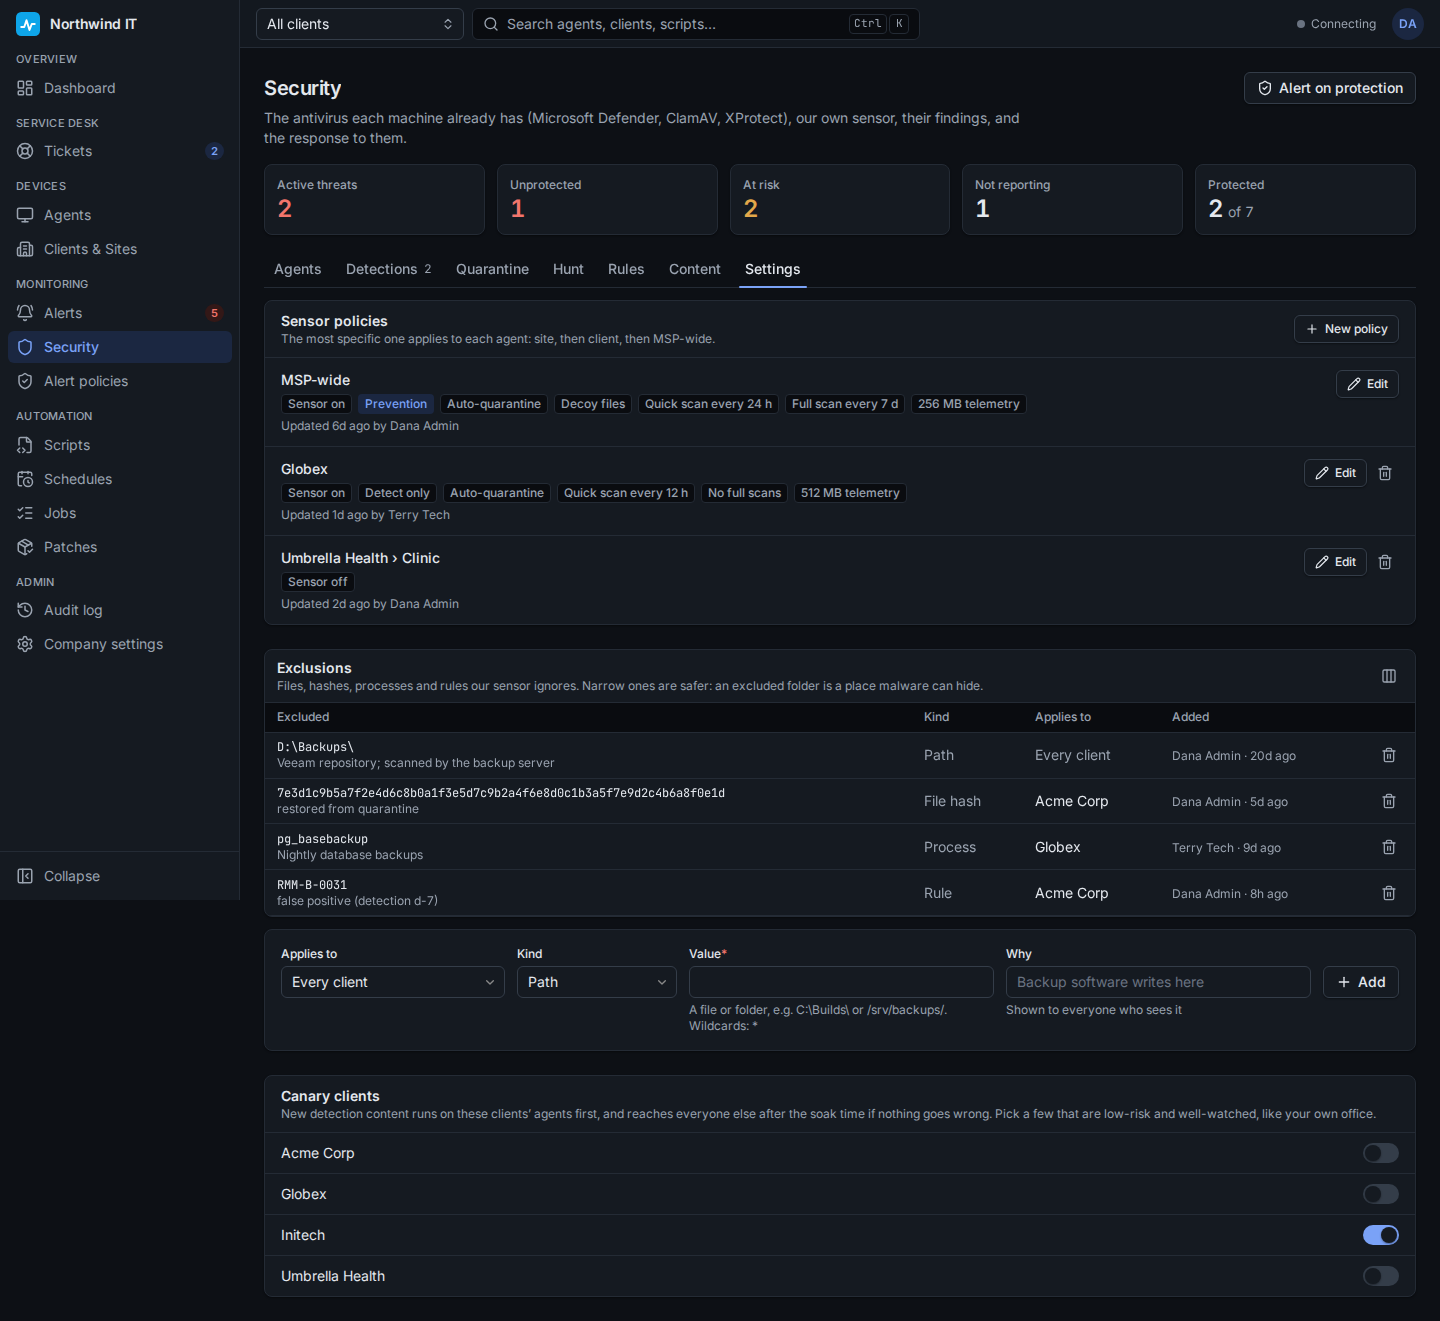 Northwind IT
All clients
Search agents, clients, scripts...
Ctrl K
Connecting
DA
OVERVIEW
Dashboard
SERVICE DESK
Tickets 2
DEVICES
Agents
Clients & Sites
MONITORING
Alerts 5
Security
Alert policies
AUTOMATION
Scripts
Schedules
Jobs
Patches
ADMIN
Audit log
Company settings
Collapse
Security
Alert on protection
The antivirus each machine already has (Microsoft Defender, ClamAV, XProtect), our own sensor, their findings, and
the response to them.
Active threats
2
Unprotected
1
At risk
2
Not reporting
1
Protected
2 of 7
Agents Detections 2 Quarantine Hunt Rules Content Settings
Sensor policies
The most specific one applies to each agent: site, then client, then MSP-wide.
New policy
MSP-wide
Edit
Sensor on Prevention Auto-quarantine Decoy files Quick scan every 24 h Full scan every 7 d 256 MB telemetry
Updated 6d ago by Dana Admin
Globex
Edit
Sensor on Detect only Auto-quarantine Quick scan every 12 h No full scans 512 MB telemetry
Updated 1d ago by Terry Tech
Umbrella Health › Clinic
Edit
Sensor off
Updated 2d ago by Dana Admin
Exclusions
Files, hashes, processes and rules our sensor ignores. Narrow ones are safer: an excluded folder is a place malware can hide.
Excluded Kind Applies to Added
D:\Backups\
Veeam repository; scanned by the backup server
Path Every client Dana Admin · 20d ago
7e3d1c9b5a7f2e4d6c8b0a1f3e5d7c9b2a4f6e8d0c1b3a5f7e9d2c4b6a8f0e1d
restored from quarantine
File hash Acme Corp Dana Admin · 5d ago
pg_basebackup
Nightly database backups
Process Globex Terry Tech · 9d ago
RMM-B-0031
false positive (detection d-7)
Rule Acme Corp Dana Admin · 8h ago
Applies to Kind Value* Why
Every client Path Backup software writes here Add
A file or folder, e.g. C:\Builds\ or /srv/backups/.
Wildcards: *
Shown to everyone who sees it
Canary clients
New detection content runs on these clients’ agents first, and reaches everyone else after the soak time if nothing goes wrong. Pick a few that are low-risk and well-watched, like your own office.
Acme Corp
Globex
Initech
Umbrella Health